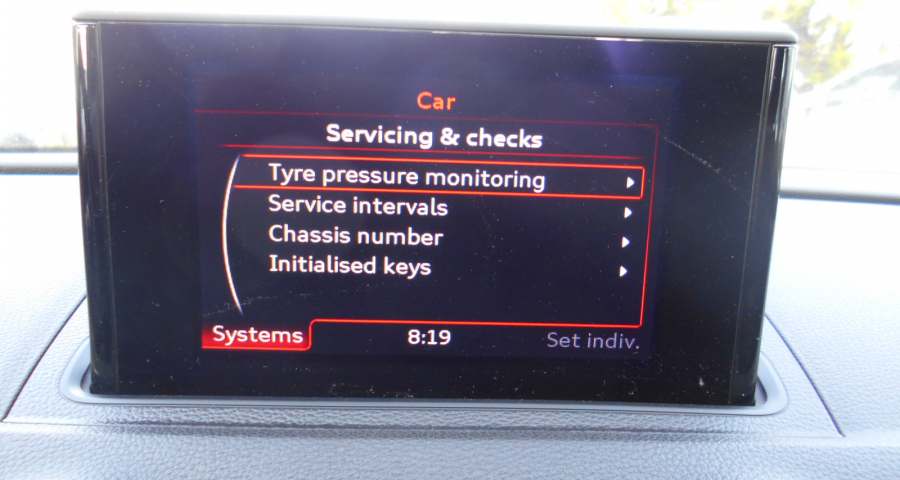 Car
Servicing & checks
Tyre pressure monitoring
Service intervals
Chassis number
Initialised keys
Systems 8:19 Set indiv.